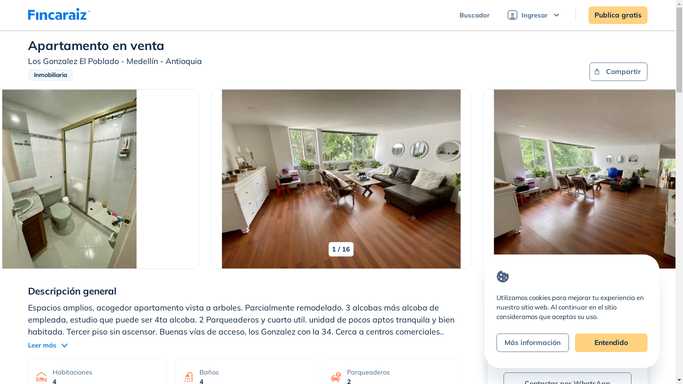 Fincaraiz
Buscador
Ingresar
Publica gratis
Apartamento en venta
Los Gonzalez El Poblado - Medellín - Antioquia
Inmobiliaria
Compartir
1 / 16
Descripción general
Espacios amplios, acogedor apartamento vista a arboles. Parcialmente remodelado. 3 alcobas más alcoba de
empleada, estudio que puede ser 4ta alcoba. 2 Parqueaderos y cuarto util. unidad de pocos aptos tranquila y bien
habitada. Tercer piso sin ascensor. Buenas vías de acceso, los Gonzalez con la 34. Cerca a centros comerciales..
Leer más
Habitaciones
4
Baños
4
Parqueaderos
2
Utilizamos cookies para mejorar tu experiencia en
nuestro sitio web. Al continuar en el sitio
consideramos que aceptas su uso.
Más información
Entendido
Contactar por WhatsApp